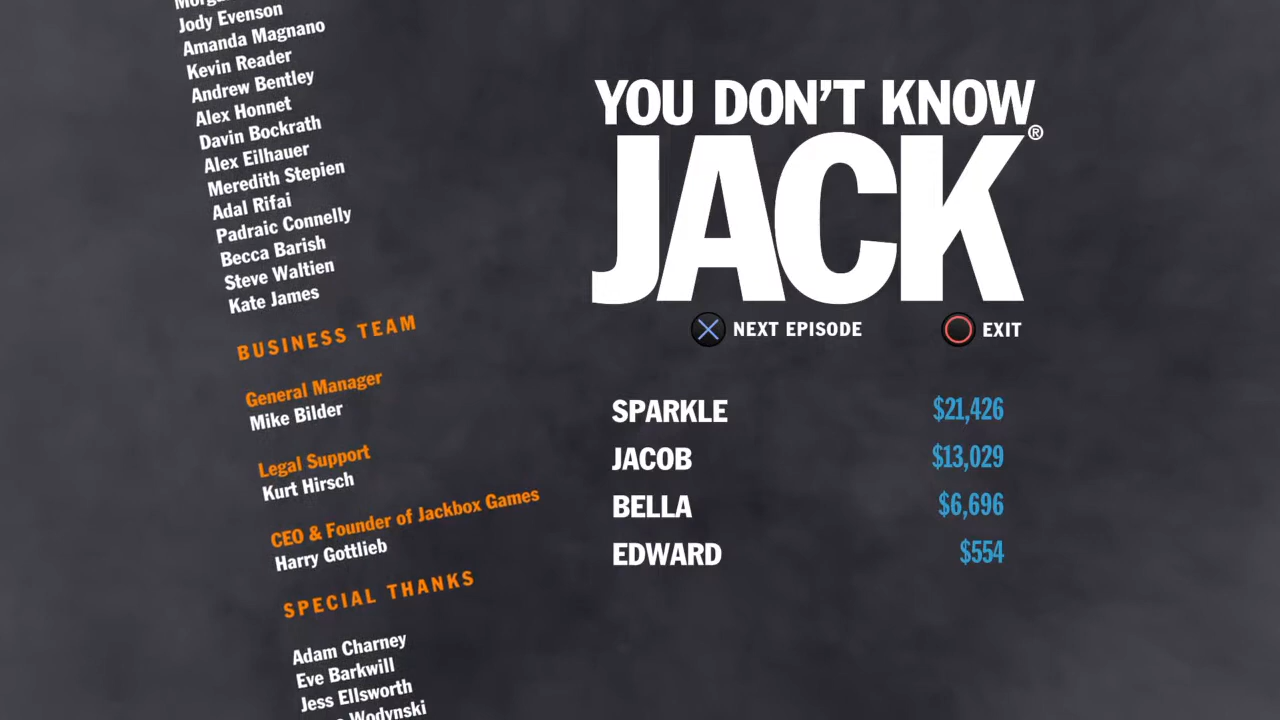 Jody Evenson
Amanda Magnano
Kevin Reader
Andrew Bentley
Alex Honnet
Davin Bockrath
Alex Eilhauer
Meredith Stepien
Adal Rifai
Padraic Connelly
Becca Barish
Steve Waltien
Kate James
BUSINESS TEAM
General Manager
Mike Bilder
Legal Support
Kurt Hirsch
CEO & Founder of Jackbox Games
Harry Gottlieb
SPECIAL THANKS
Adam Charney
Eve Barkwill
Jess Ellsworth
Wodynski
YOU DON'T KNOW
JACK®
NEXT EPISODE EXIT
SPARKLE $21,426
JACOB $13,029
BELLA $6,696
EDWARD $554